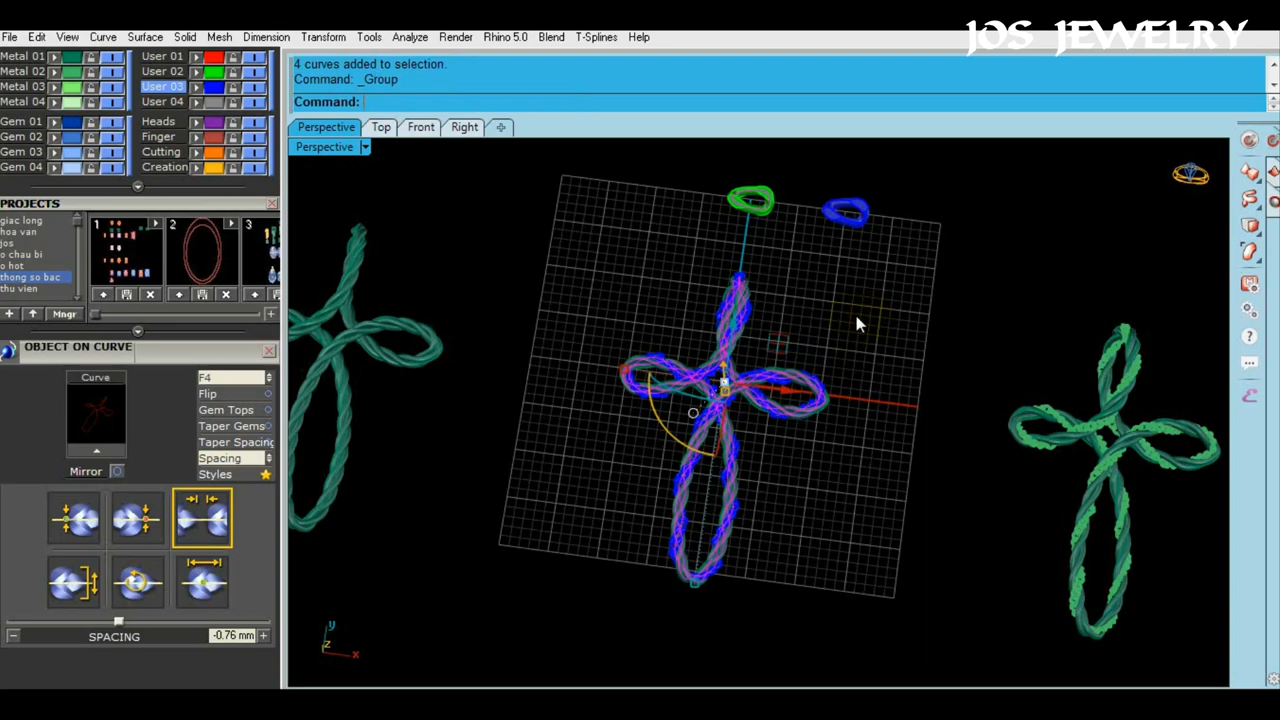 JOS JEWELRY
File Edit View Curve Surface Solid Mesh Dimension Transform Tools Analyze Render Rhino 5.0 Blend T-Splines Help
Metal 01 User 01
Metal 02 User 02
Metal 03 User 03
Metal 04 User 04
Gem 01 Heads
Gem 02 Finger
Gem 03 Cutting
Gem 04 Creation
4 curves added to selection.
Command: _Group
Command:
Perspective Top Front Right
Perspective
PROJECTS
giac long
hoa van
jos
o chau bi
o hot
thong so bac
thu vien
1 2 3
Mngr
OBJECT ON CURVE
Curve
F4
Flip
Gem Tops
Taper Gems
Taper Spacing
Spacing
Styles
Mirror
SPACING -0.76 mm
y
z
x